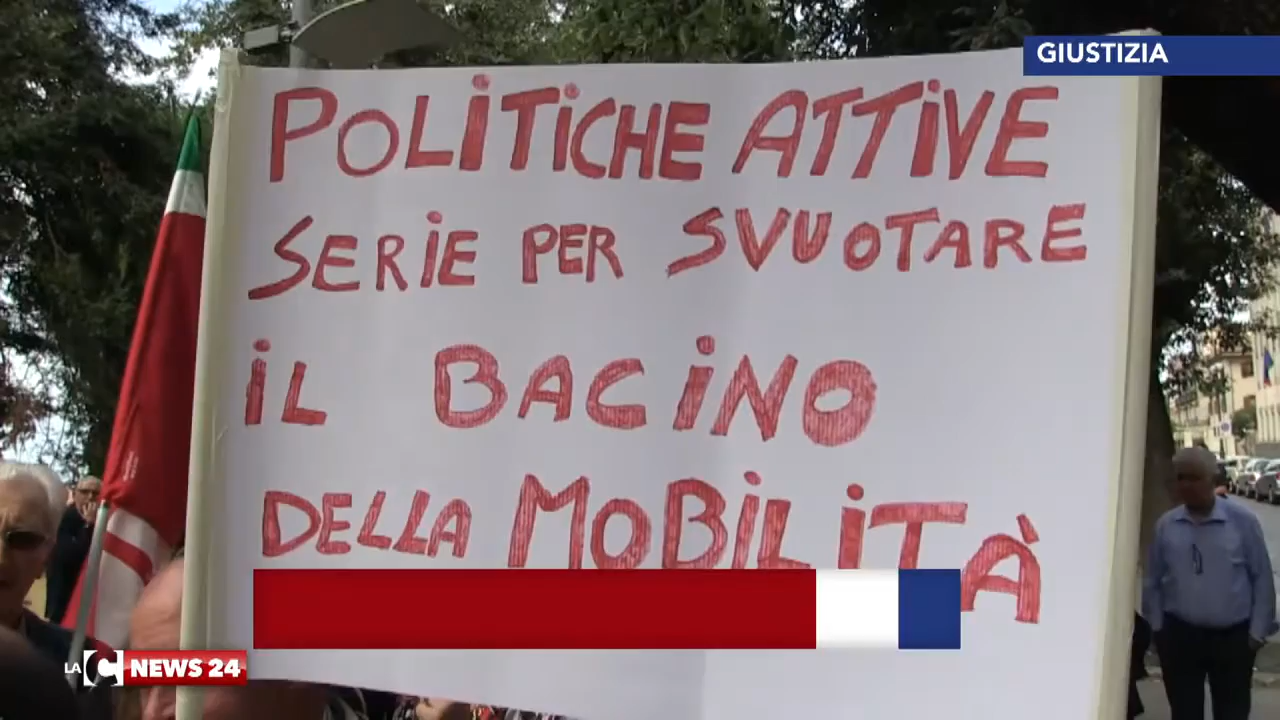 GIUSTIZIA
POLITICHE ATTIVE
SERIE PER SVUOTARE
IL BACINO
DELLA MOBILITÀ
LA C NEWS 24